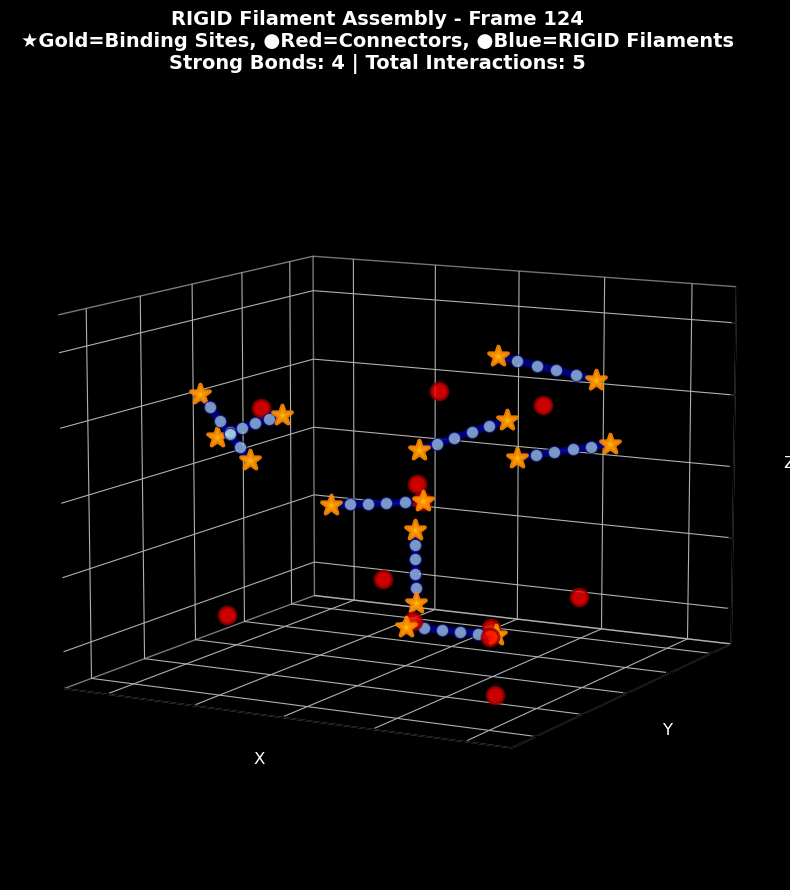 RIGID Filament Assembly - Frame 124
★Gold=Binding Sites, ●Red=Connectors, ●Blue=RIGID Filaments
Strong Bonds: 4 | Total Interactions: 5
Z
Y
X